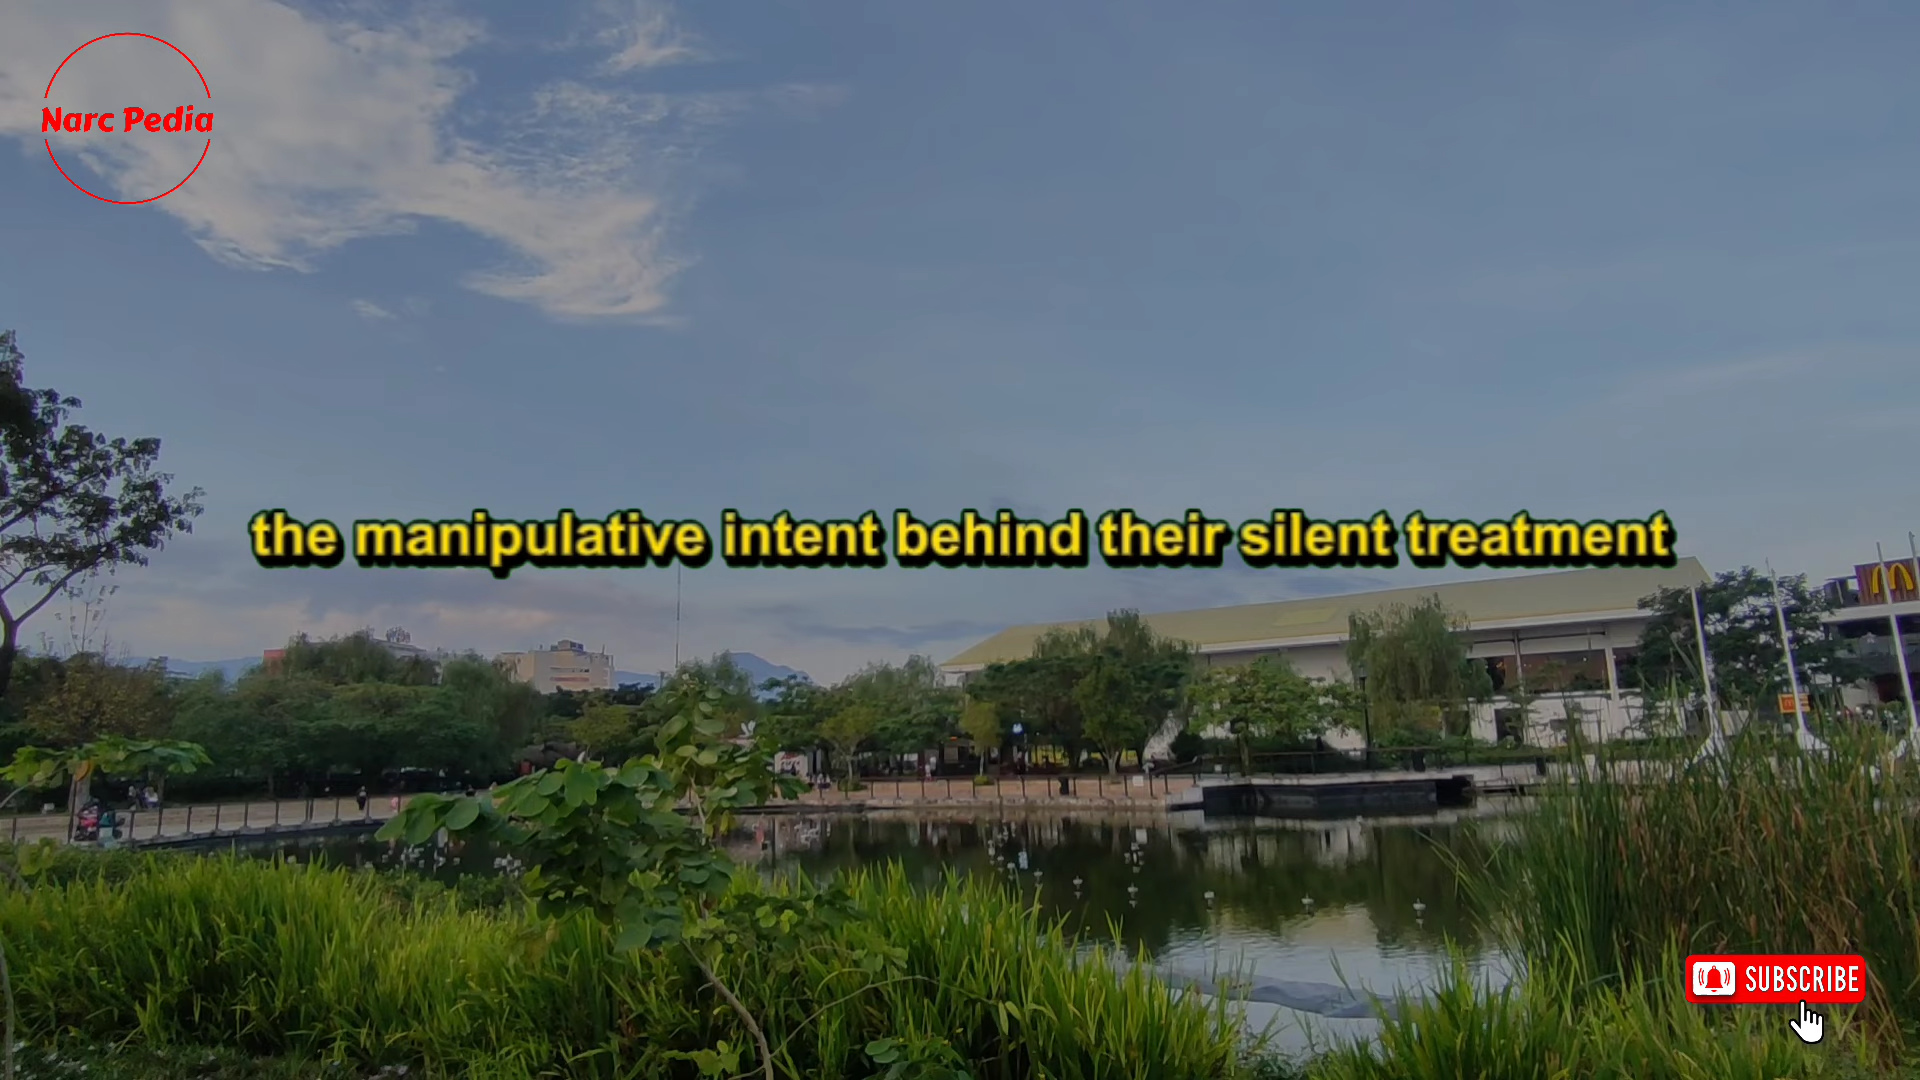 Narc Pedia
the manipulative intent behind their silent treatment
SUBSCRIBE